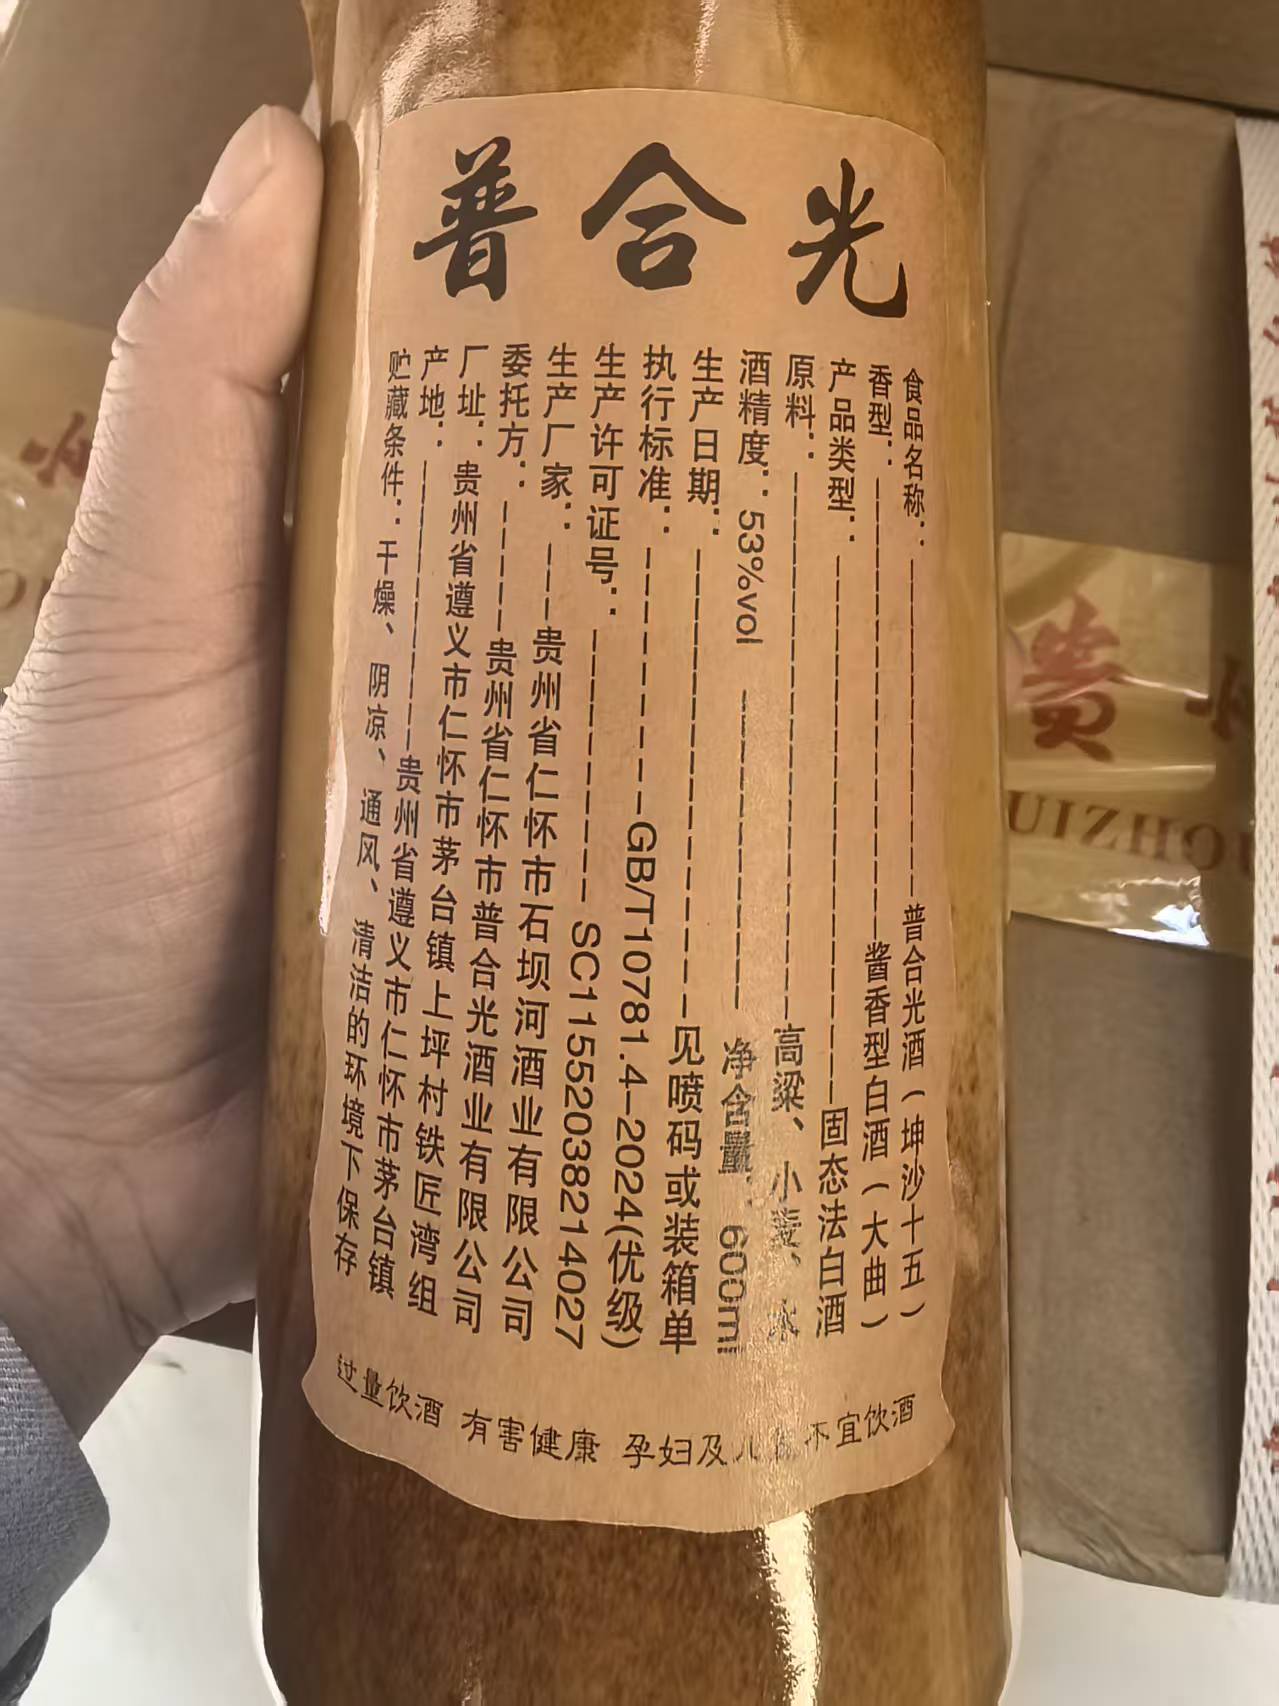 普合光
食品名称：普合光酒（坤沙十五）
香型：酱香型白酒（大曲）
产品类型：固态法白酒
原料：高粱、小麦、水
酒精度：53%vol 净含量：600ml
生产日期：见喷码或装箱单
执行标准：GB/T10781.4-2024(优级)
生产许可证号：SC11552038214027
生产厂家：贵州省仁怀市石坝河酒业有限公司
委托方：贵州省仁怀市普合光酒业有限公司
厂址：贵州省遵义市仁怀市茅台镇上坪村铁匠湾组
产地：贵州省遵义市仁怀市茅台镇
贮藏条件：干燥、阴凉、通风、清洁的环境下保存
过量饮酒 有害健康 孕妇及儿童不宜饮酒
贵州